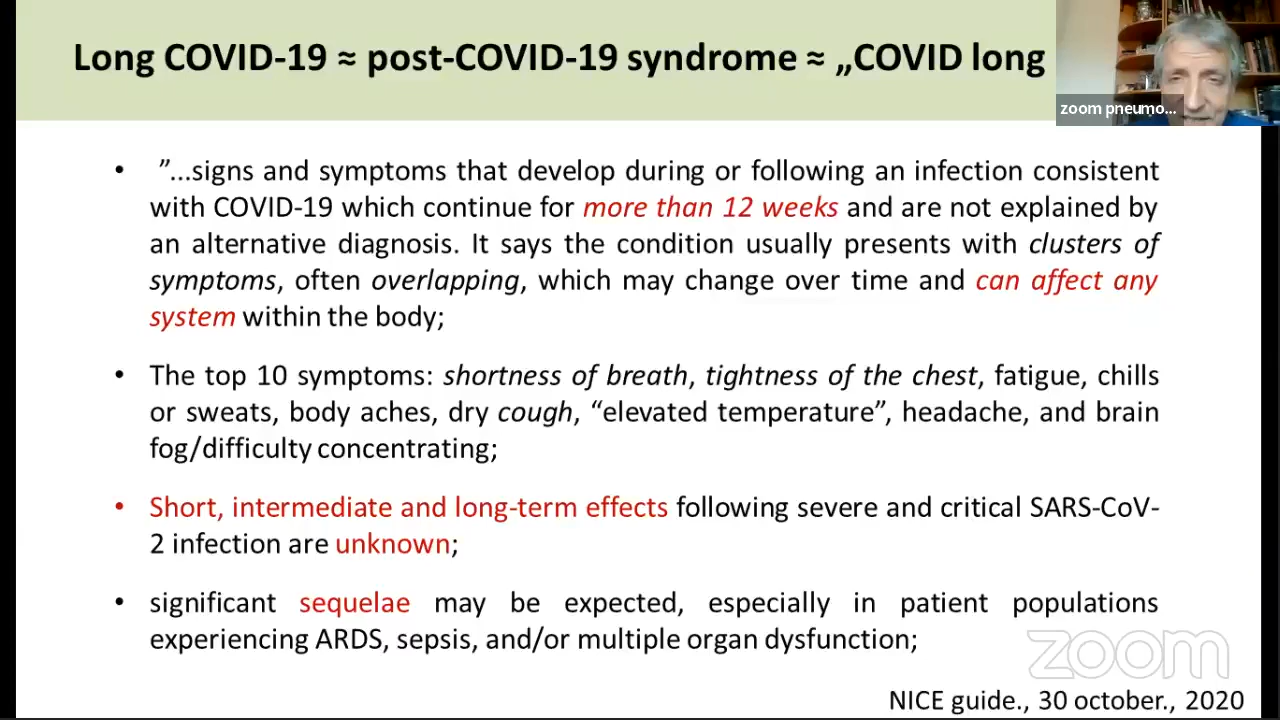 Long COVID-19 ≈ post-COVID-19 syndrome ≈ „COVID long
zoom pneumo...
• ”...signs and symptoms that develop during or following an infection consistent
with COVID-19 which continue for more than 12 weeks and are not explained by
an alternative diagnosis. It says the condition usually presents with clusters of
symptoms, often overlapping, which may change over time and can affect any
system within the body;
• The top 10 symptoms: shortness of breath, tightness of the chest, fatigue, chills
or sweats, body aches, dry cough, “elevated temperature”, headache, and brain
fog/difficulty concentrating;
• Short, intermediate and long-term effects following severe and critical SARS-CoV-
2 infection are unknown;
• significant sequelae may be expected, especially in patient populations
experiencing ARDS, sepsis, and/or multiple organ dysfunction;
zoom
NICE guide., 30 october., 2020